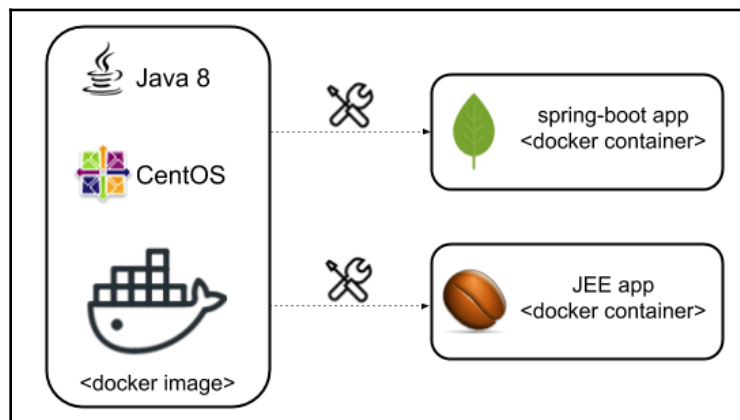 Java 8
CentOS
<docker image>
spring-boot app
<docker container>
JEE app
<docker container>